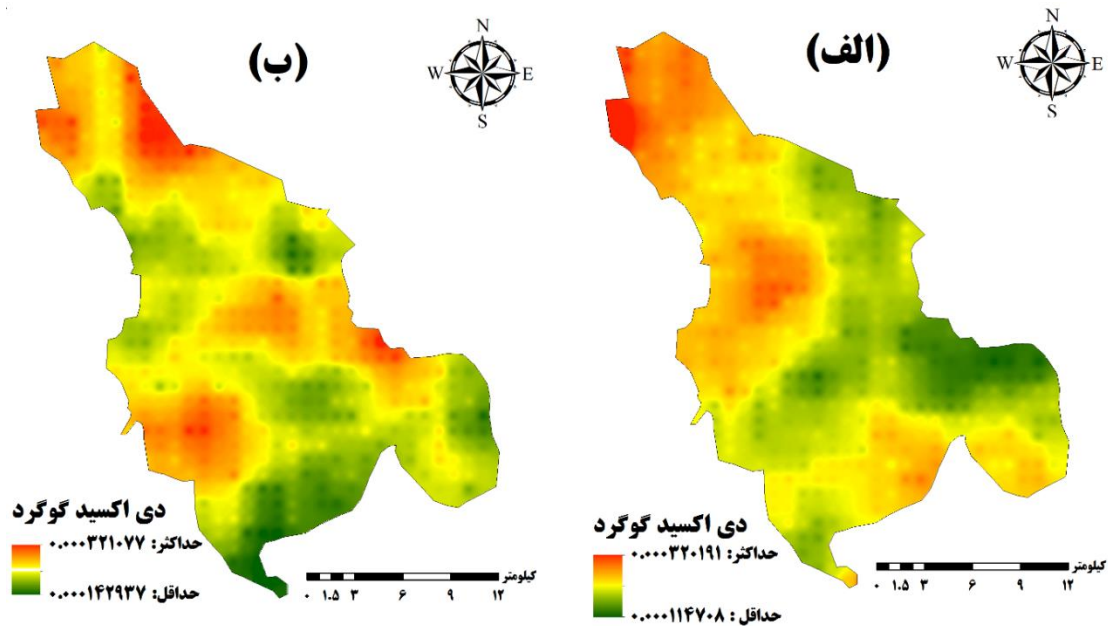 (الف)
N
W E
S
دی اکسید گوگرد
حداکثر: ۰.۰۰۰۳۲۰۱۹۱
حداقل : ۰.۰۰۰۱۱۴۷۰۸
کیلومتر
۰ ۱.۵ ۳ ۶ ۹ ۱۲
(ب)
N
W E
S
دی اکسید گوگرد
حداکثر: ۰.۰۰۰۳۲۱۰۷۷
حداقل: ۰.۰۰۰۱۴۲۹۳۷
کیلومتر
۰ ۱.۵ ۳ ۶ ۹ ۱۲